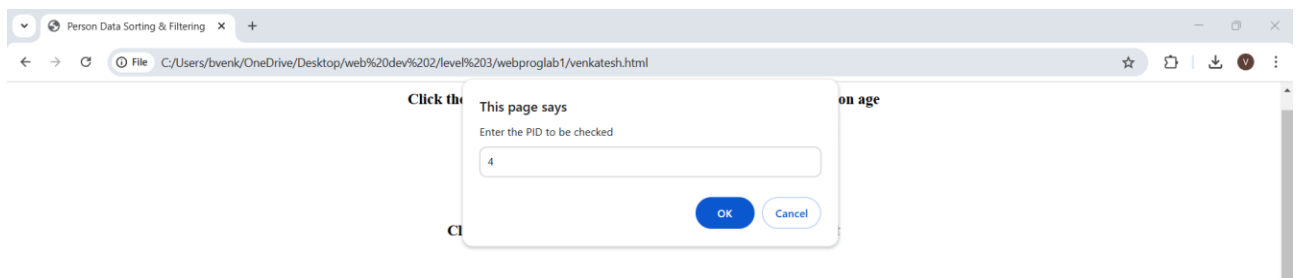 Person Data Sorting & Filtering
File C:/Users/bvenk/OneDrive/Desktop/web%20dev%202/level%203/webproglab1/venkatesh.html
V
Click the
on age
This page says
Enter the PID to be checked
4
OK Cancel
Cl